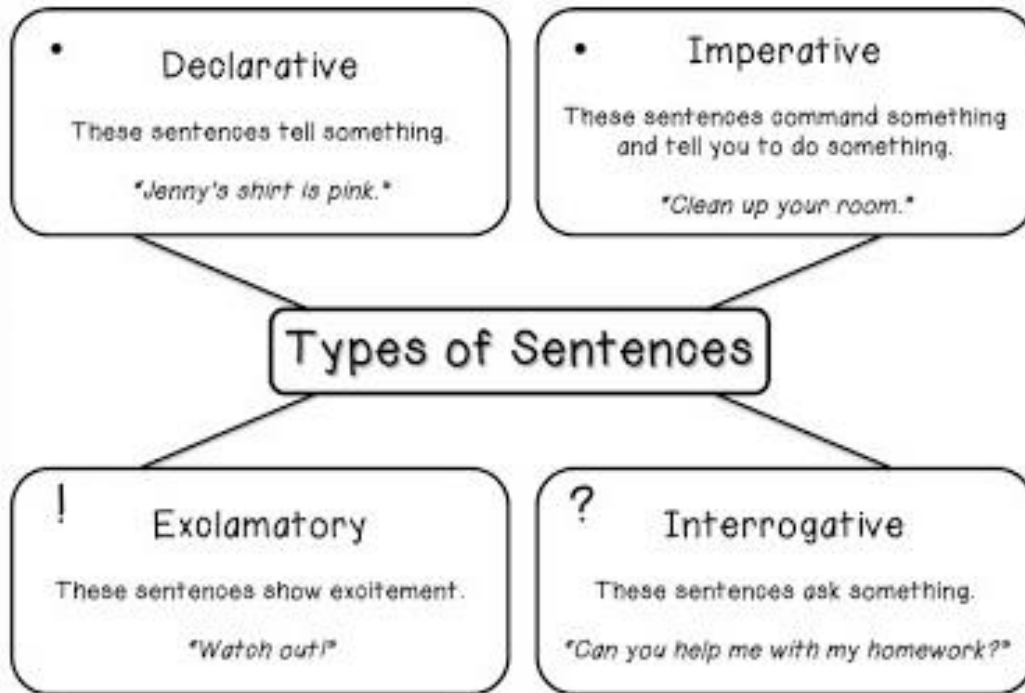 •
Declarative
These sentences tell something.
"Jenny's shirt is pink."
•
Imperative
These sentences command something
and tell you to do something.
"Clean up your room."
Types of Sentences
!
Exclamatory
These sentences show excitement.
"Watch out!"
?
Interrogative
These sentences ask something.
"Can you help me with my homework?"